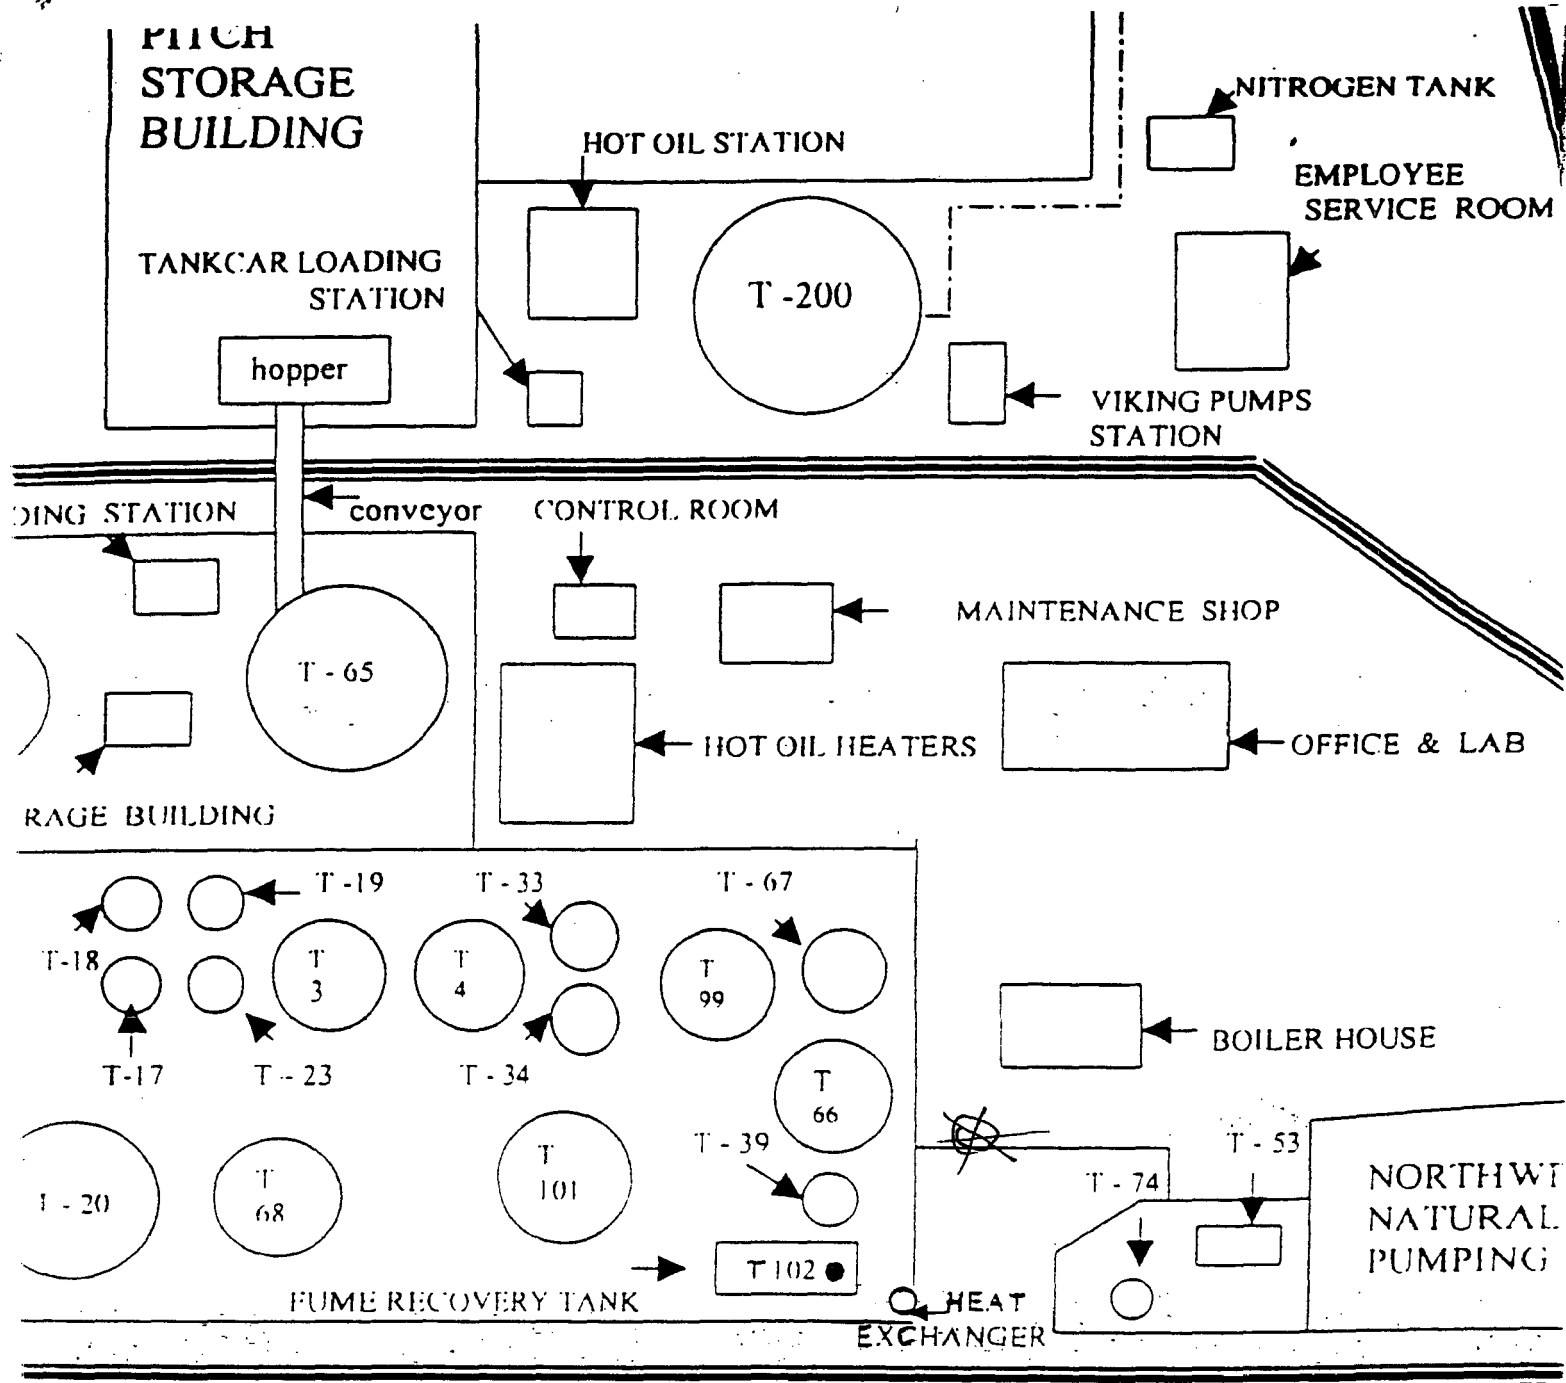 PITCH
STORAGE
BUILDING
NITROGEN TANK
HOT OIL STATION
EMPLOYEE
SERVICE ROOM
TANKCAR LOADING
STATION
T -200
hopper
VIKING PUMPS
STATION
DING STATION
conveyor
CONTROL ROOM
MAINTENANCE SHOP
T - 65
HOT OIL HEATERS
OFFICE & LAB
RAGE BUILDING
T -19
T - 33
T - 67
T-18
T
3
T
4
T
99
BOILER HOUSE
T-17
T - 23
T - 34
T
66
T - 39
T - 53
T - 74
T - 20
T
68
T
101
NORTHW
NATURAL
PUMPING
T 102
FUME RECOVERY TANK
HEAT
EXCHANGER